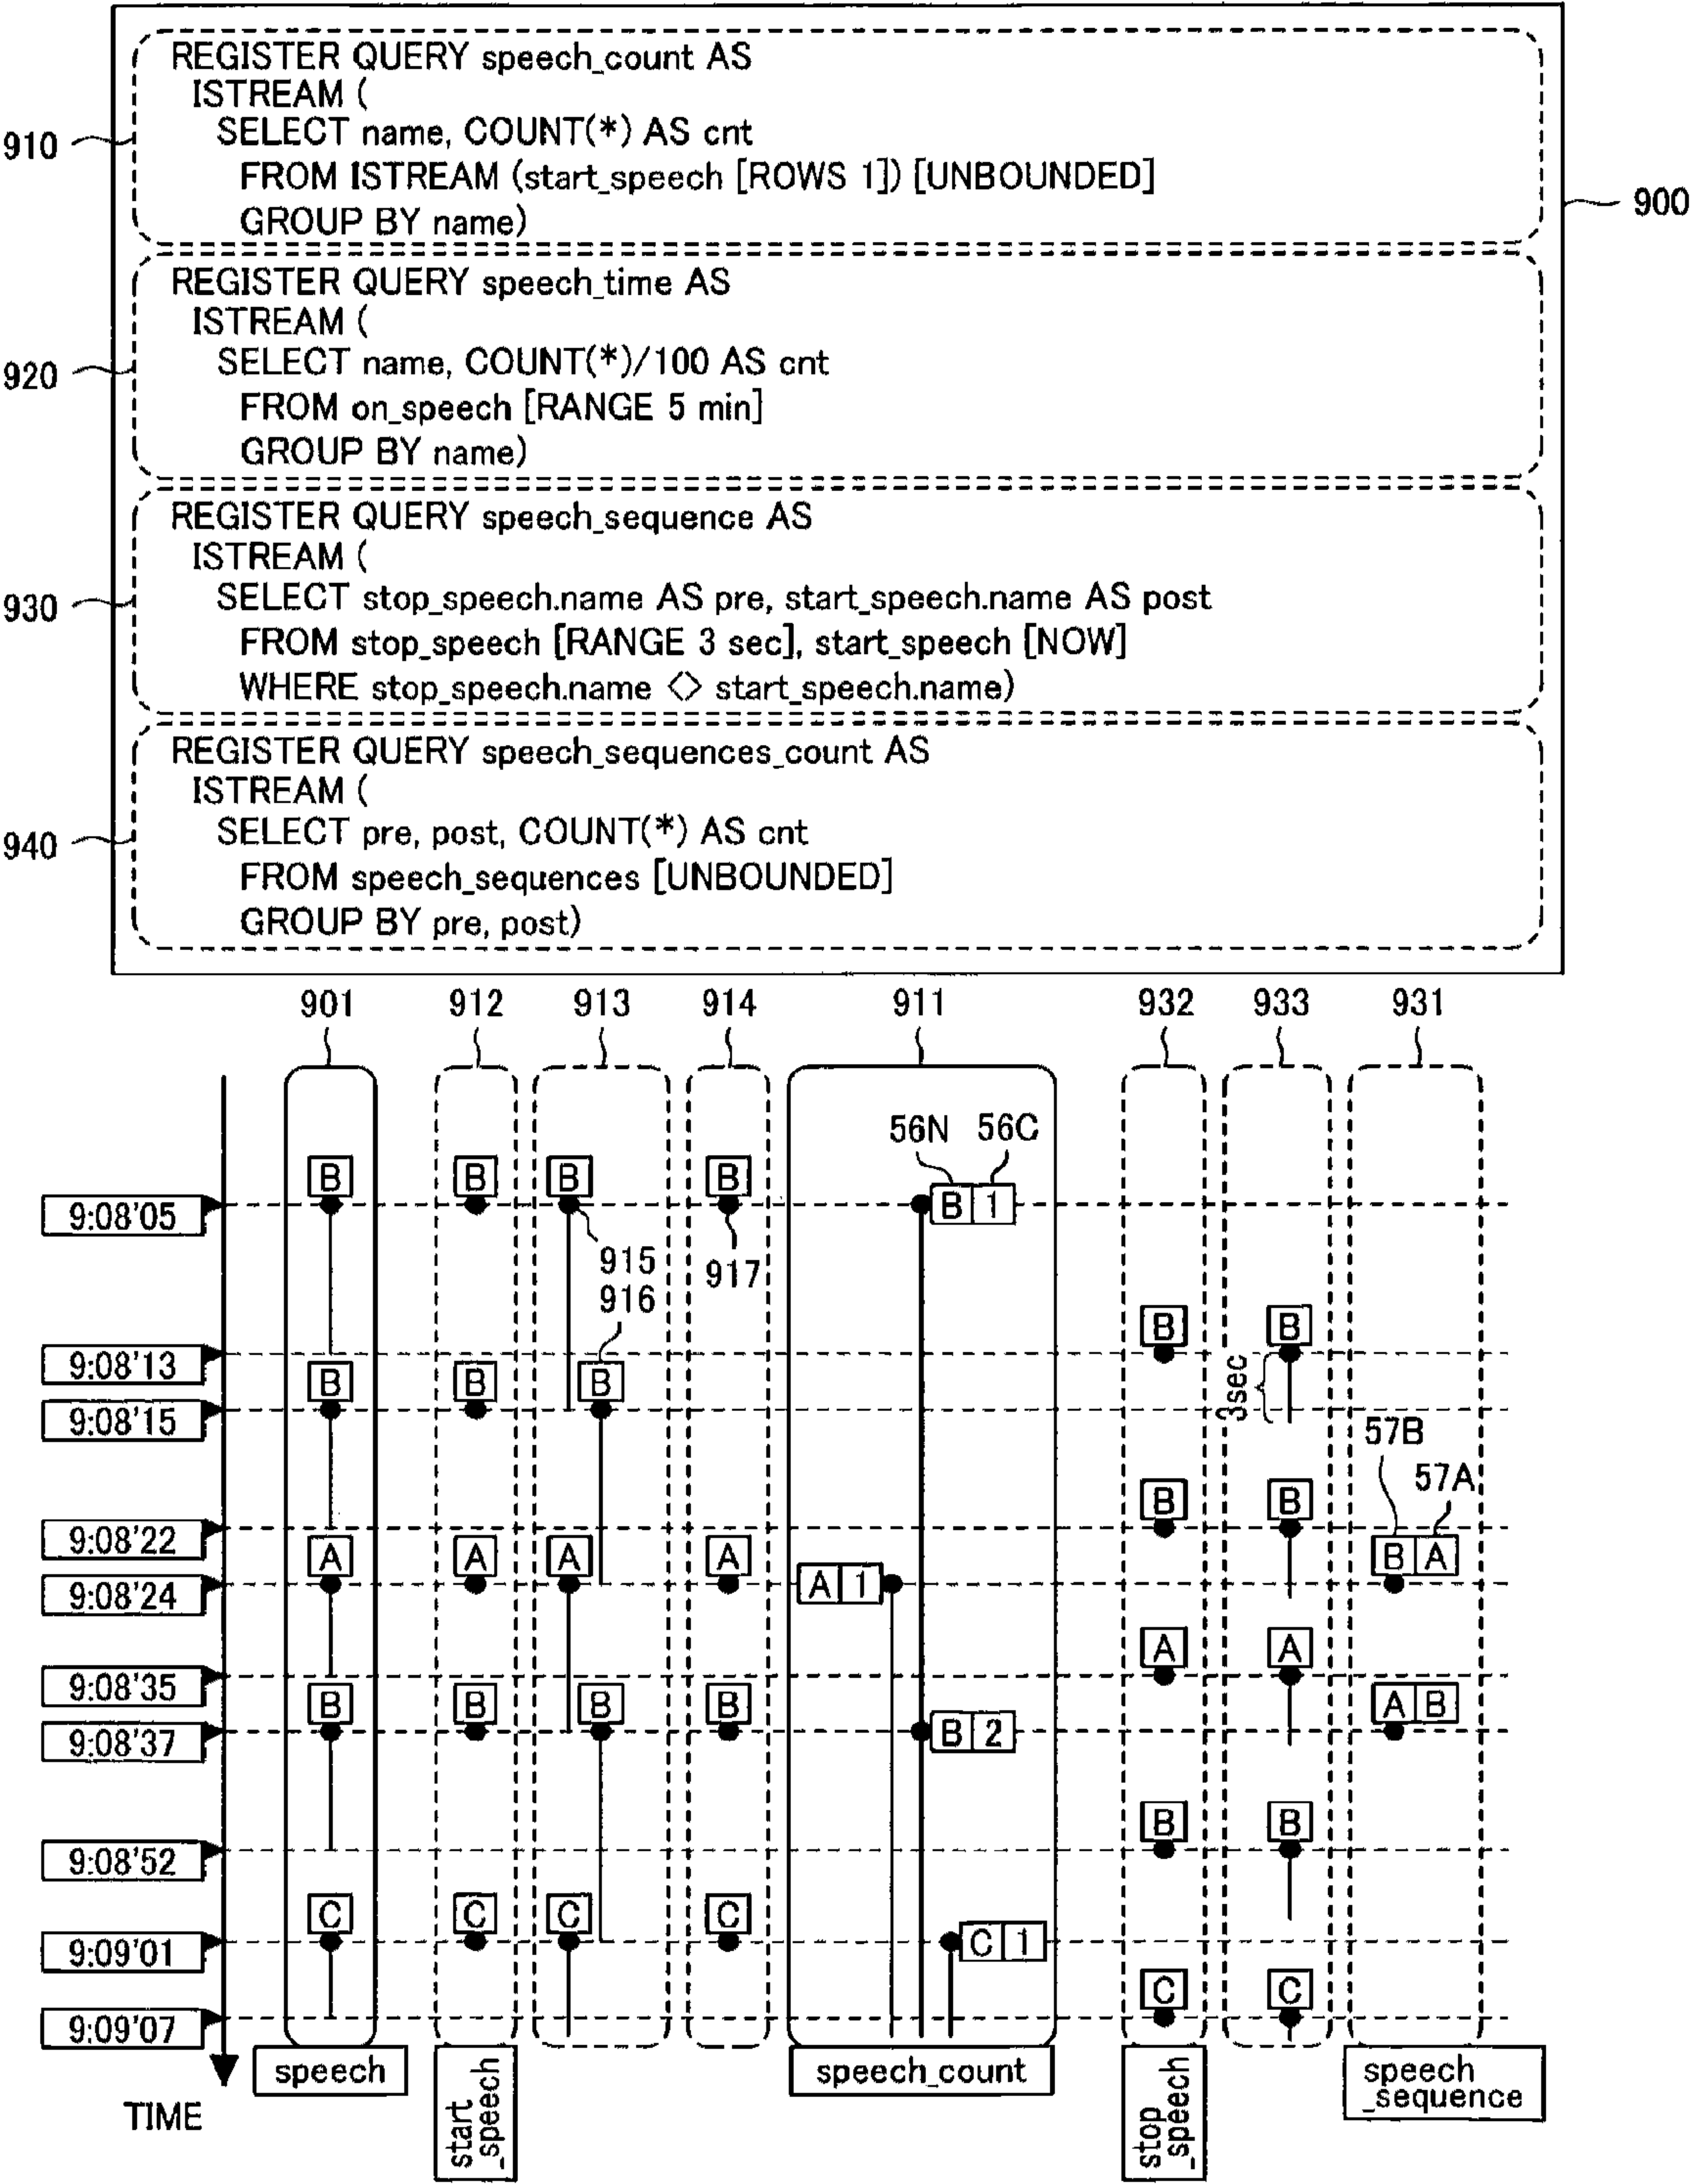 REGISTER QUERY speech_count AS
ISTREAM (
SELECT name, COUNT(*) AS cnt
FROM ISTREAM (start_speech [ROWS 1]) [UNBOUNDED]
GROUP BY name)
910
900
REGISTER QUERY speech_time AS
ISTREAM (
SELECT name, COUNT(*)/100 AS cnt
FROM on_speech [RANGE 5 min]
GROUP BY name)
920
REGISTER QUERY speech_sequence AS
ISTREAM (
SELECT stop_speech.name AS pre, start_speech.name AS post
FROM stop_speech [RANGE 3 sec], start_speech [NOW]
WHERE stop_speech.name <> start_speech.name)
930
REGISTER QUERY speech_sequences_count AS
ISTREAM (
SELECT pre, post, COUNT(*) AS cnt
FROM speech_sequences [UNBOUNDED]
GROUP BY pre, post)
940
901 912 913 914 911 932 933 931
56N 56C
B B B B
9:08'05 B 1
915 917
916
B B
9:08'13
3sec
B B B
9:08'15
57B
57A
B B
9:08'22
A A A A B A
9:08'24 A 1
A A
9:08'35
B B B B A B
9:08'37 B 2
B B
9:08'52
C C C C
9:09'01 C 1
C C
9:09'07
TIME
speech
start
_speech
speech_count
stop
_speech
speech
_sequence